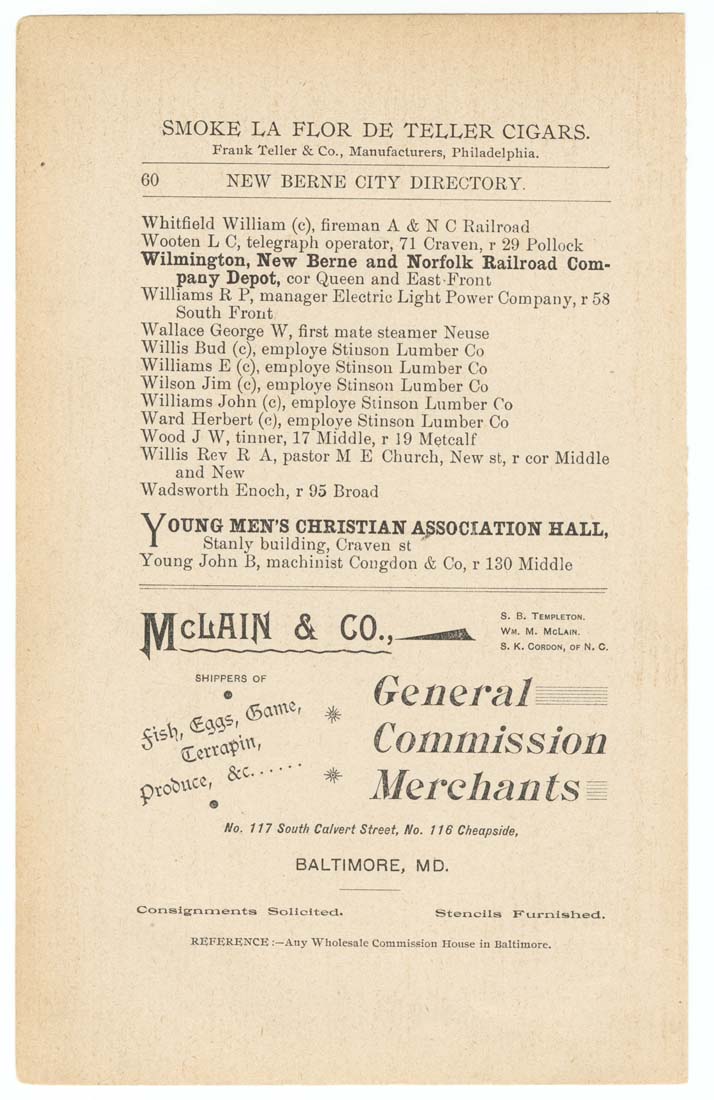 SMOKE LA FLOR DE TELLER CIGARS.
Frank Teller & Co., Manufacturers, Philadelphia.
60 NEW BERNE CITY DIRECTORY.
Whitfield William (c), fireman A & N C Railroad
Wooten L C, telegraph operator, 71 Craven, r 29 Pollock
Wilmington, New Berne and Norfolk Railroad Com-
pany Depot, cor Queen and East Front
Williams R P, manager Electric Light Power Company, r 58
South Front
Wallace George W, first mate steamer Neuse
Willis Bud (c), employe Stinson Lumber Co
Williams E (c), employe Stinson Lumber Co
Wilson Jim (c), employe Stinson Lumber Co
Williams John (c), employe Stinson Lumber Co
Ward Herbert (c), employe Stinson Lumber Co
Wood J W, tinner, 17 Middle, r 19 Metcalf
Willis Rev R A, pastor M E Church, New st, r cor Middle
and New
Wadsworth Enoch, r 95 Broad
YOUNG MEN'S CHRISTIAN ASSOCIATION HALL,
Stanly building, Craven st
Young John B, machinist Congdon & Co, r 130 Middle
McLAIN & CO.,
S. B. TEMPLETON.
WM. M. MCLAIN.
S. K. CORDON, OF N. C.
SHIPPERS OF
Fish, Eggs, Game,
Terrapin,
Produce, &c......
General
Commission
Merchants
No. 117 South Calvert Street, No. 116 Cheapside,
BALTIMORE, MD.
Consignments Solicited. Stencils Furnished.
REFERENCE :—Any Wholesale Commission House in Baltimore.